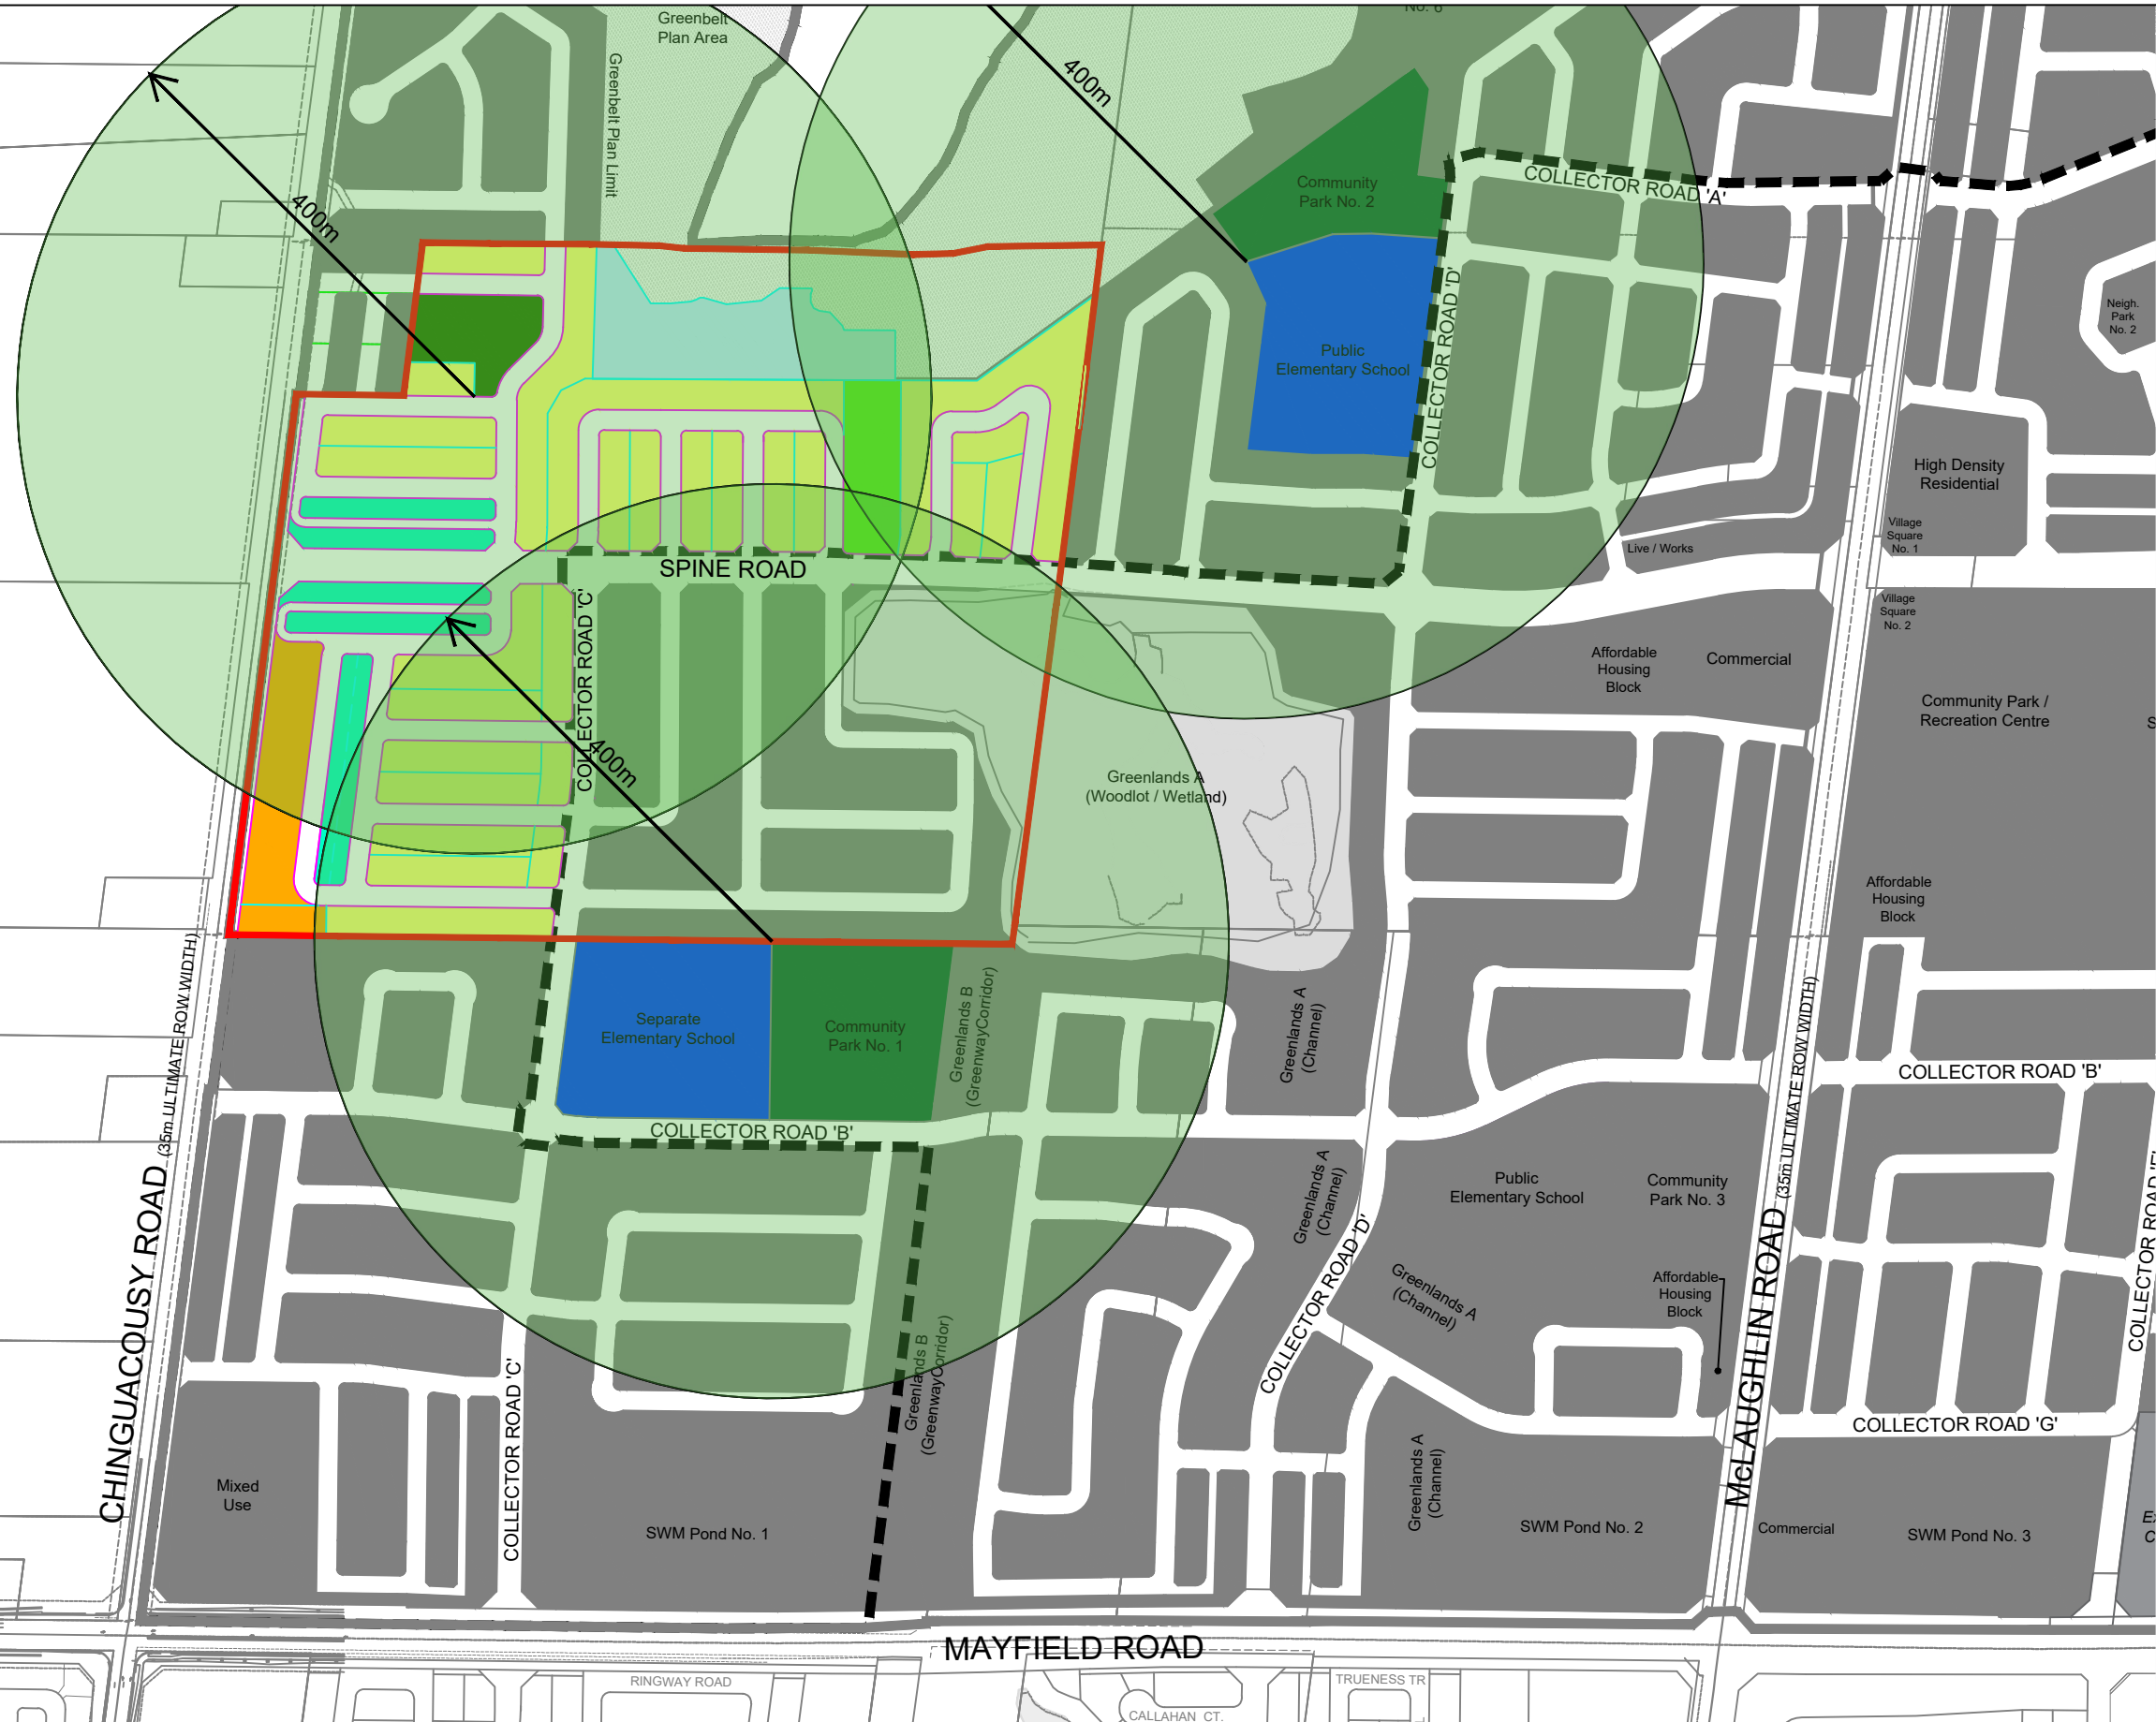 Greenbelt
Plan Area
No. 6
Greenbelt Plan Limit
400m
400m
Community
Park No. 2
COLLECTOR ROAD 'A'
Neigh.
Park
No. 2
Public
Elementary School
COLLECTOR ROAD 'D'
High Density
Residential
Village
Square
No. 1
Live / Works
SPINE ROAD
Village
Square
No. 2
COLLECTOR ROAD 'C'
400m
Affordable
Housing
Block
Commercial
Community Park /
Recreation Centre
S
Greenlands A
(Woodlot / Wetland)
Affordable
Housing
Block
CHINGUACOUSY ROAD (35m ULTIMATE ROW WIDTH)
Separate
Elementary School
Community
Park No. 1
Greenlands B
(GreenwayCorridor)
Greenlands A
(Channel)
McLAUGHLIN ROAD (35m ULTIMATE ROW WIDTH)
COLLECTOR ROAD 'B'
COLLECTOR ROAD 'B'
Greenlands A
(Channel)
Public
Elementary School
Community
Park No. 3
COLLECTOR ROAD 'D'
Greenlands A
(Channel)
Affordable
Housing
Block
COLLECTOR ROAD
Greenlands B
(GreenwayCorridor)
COLLECTOR ROAD 'C'
COLLECTOR ROAD 'G'
Greenlands A
(Channel)
Mixed
Use
SWM Pond No. 1
SWM Pond No. 2
Commercial
SWM Pond No. 3
MAYFIELD ROAD
RINGWAY ROAD
TRUENESS TR
CALLAHAN CT.